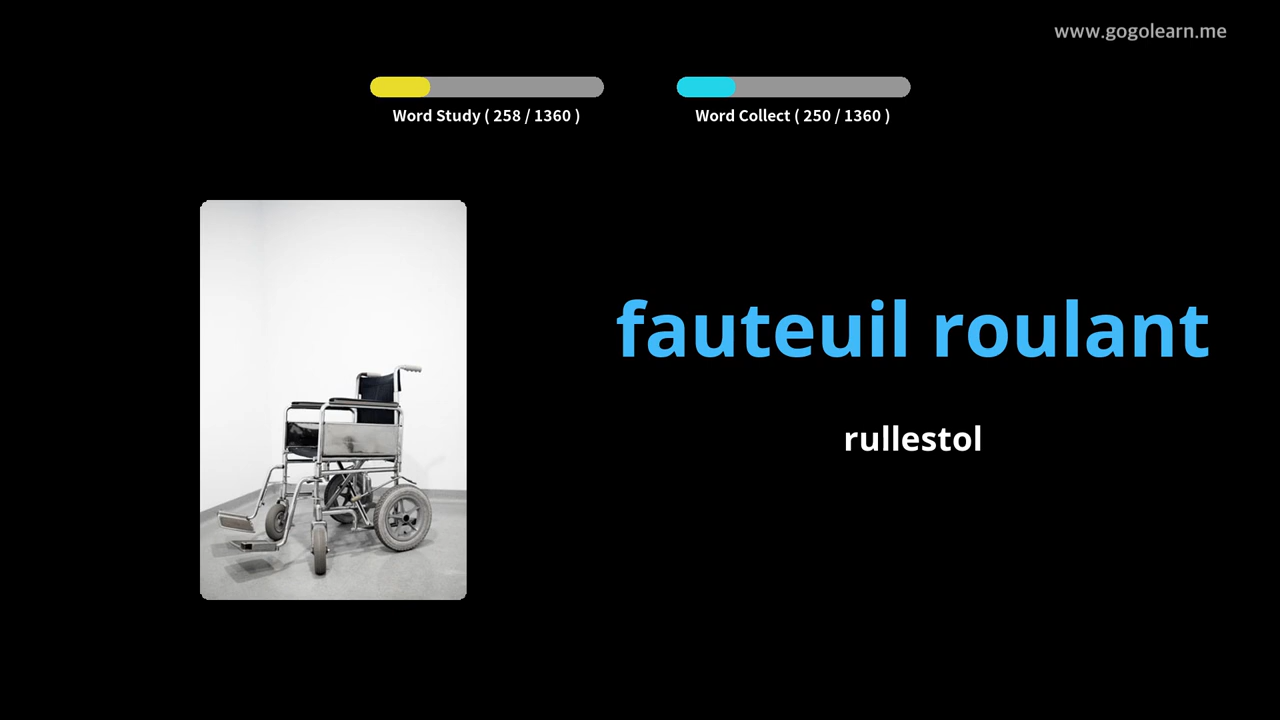 www.gogolearn.me
Word Study ( 258 / 1360 )
Word Collect ( 250 / 1360 )
fauteuil roulant
rullestol